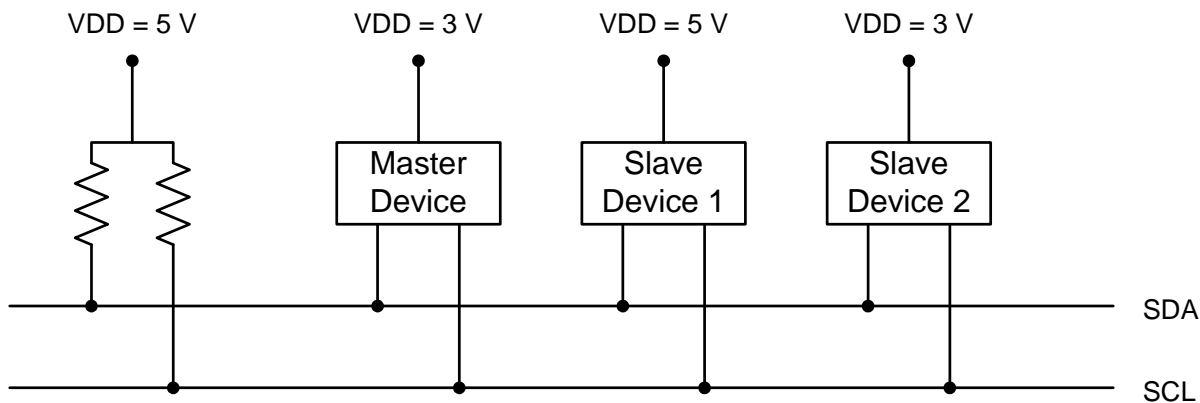 VDD = 5 V
VDD = 3 V
VDD = 5 V
VDD = 3 V
Master
Device
Slave
Device 1
Slave
Device 2
SDA
SCL